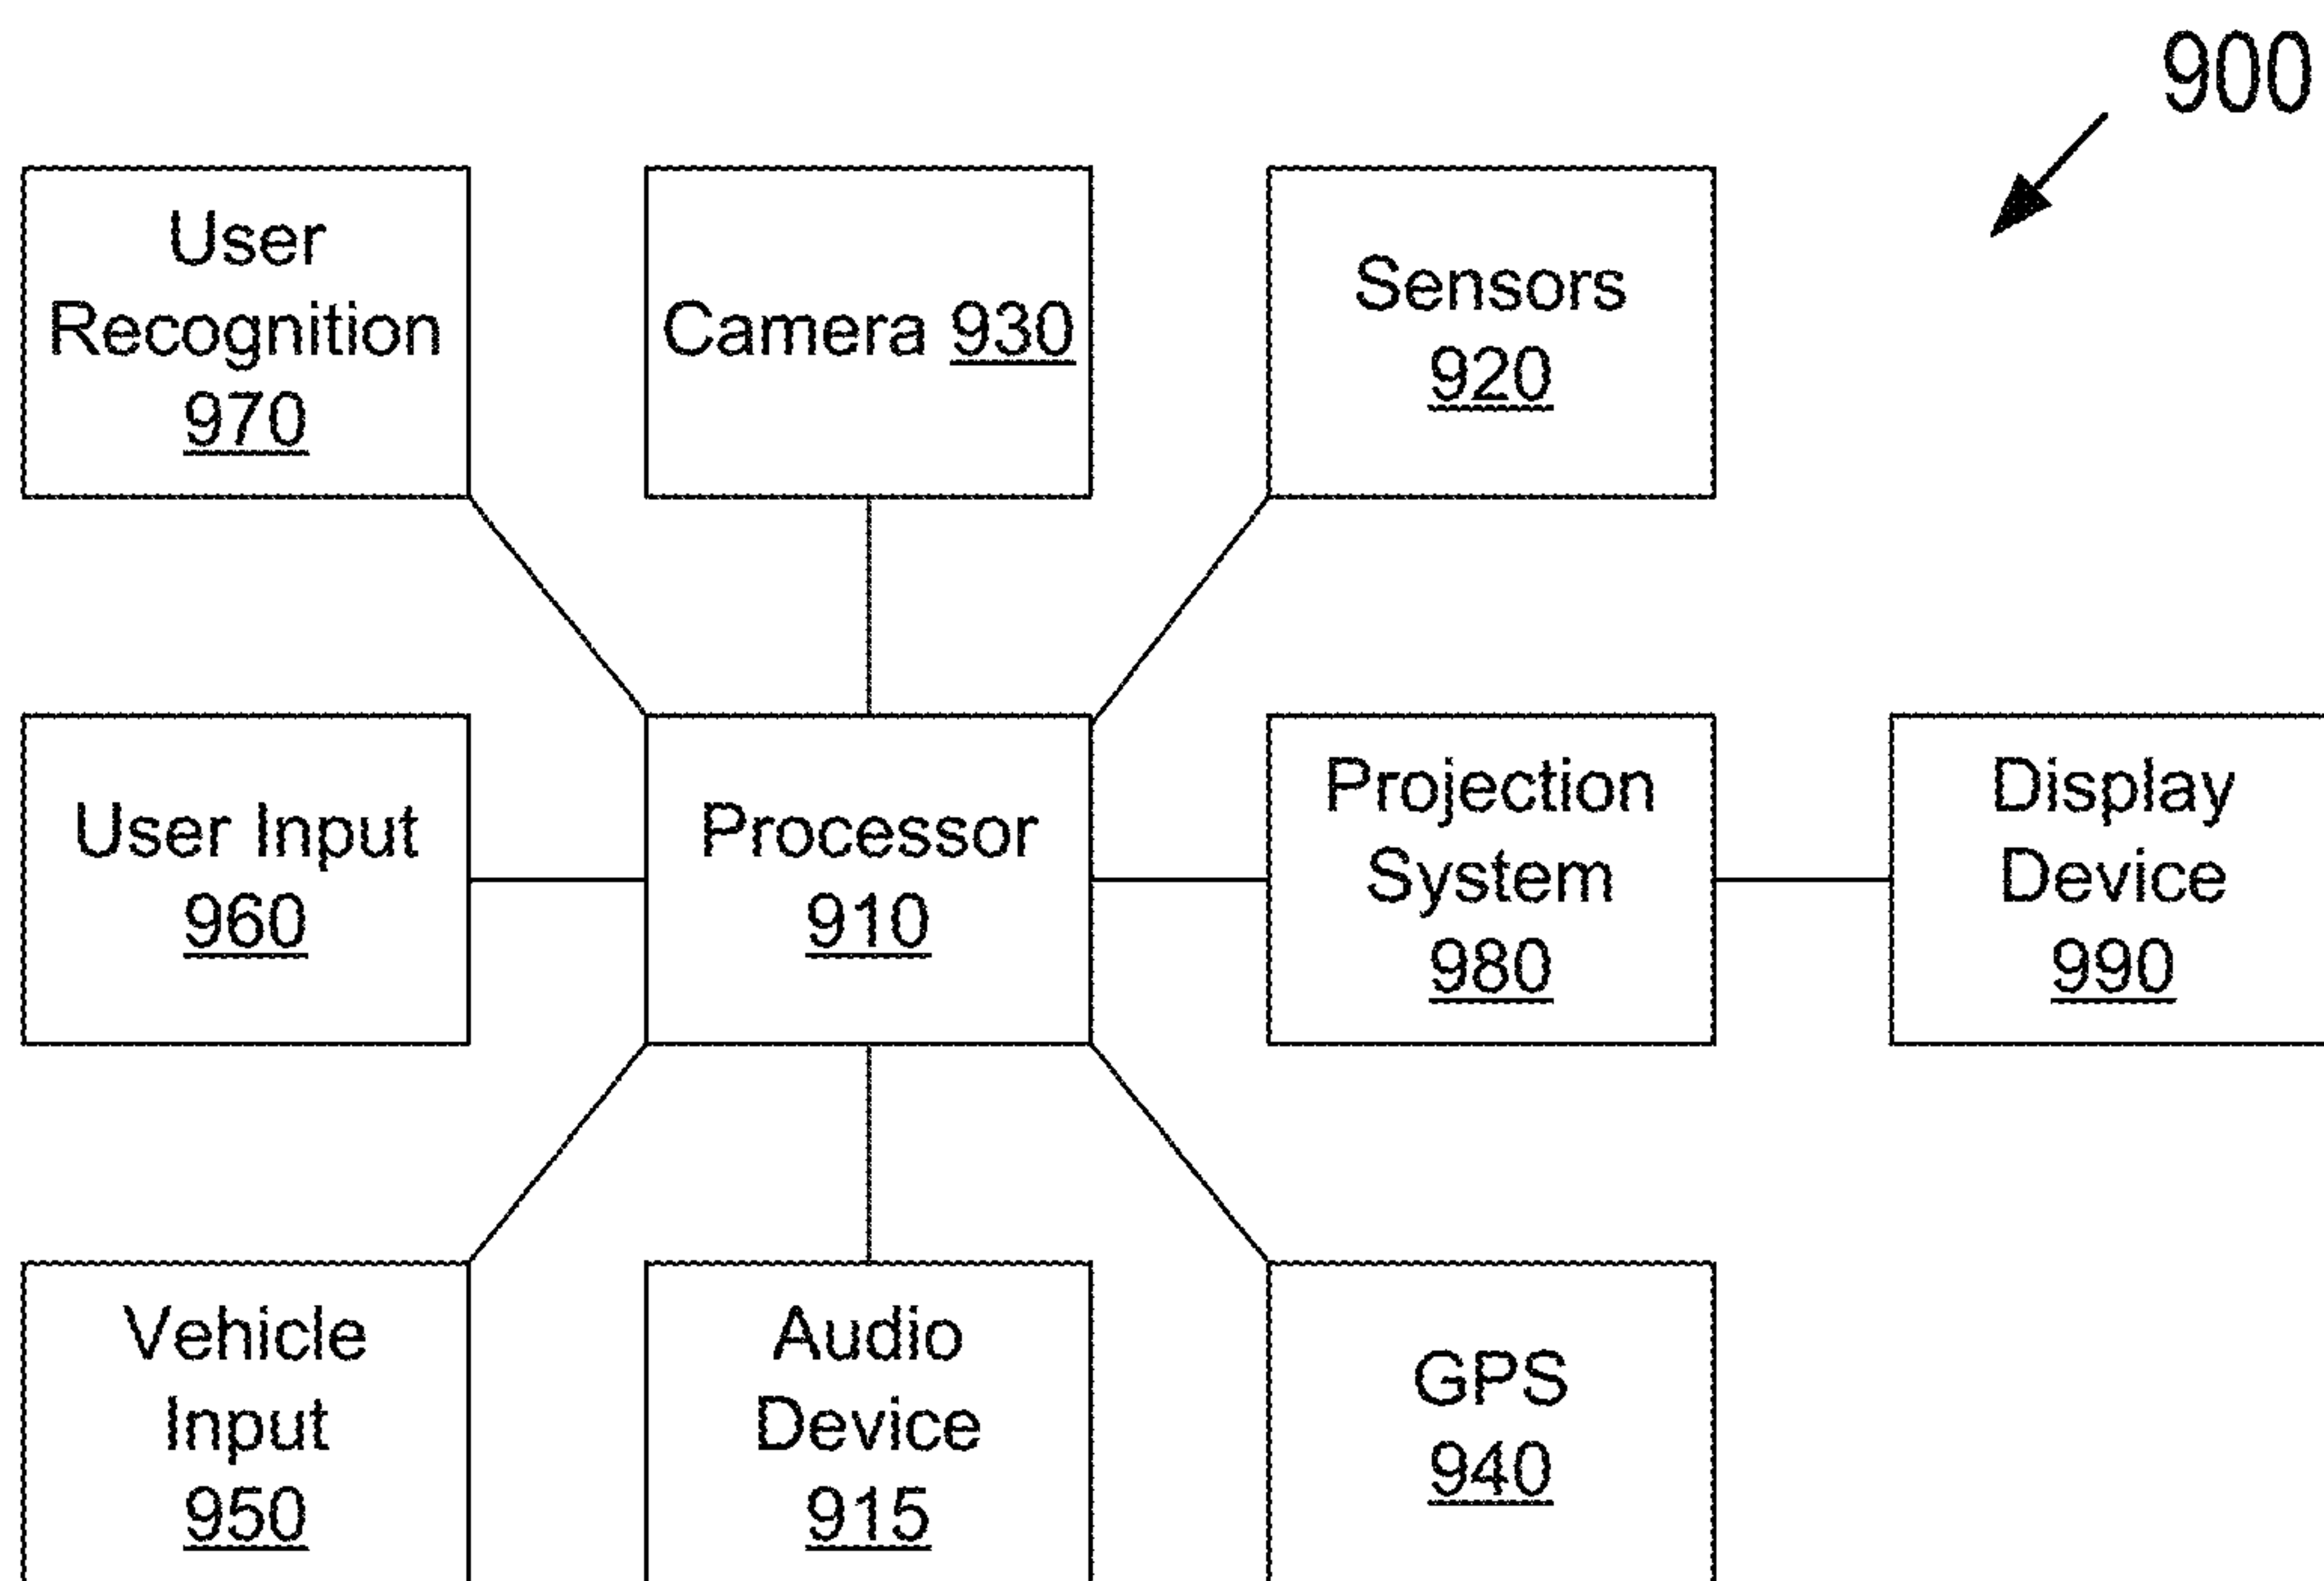 900
User
Recognition
970
Camera 930
Sensors
920
User Input
960
Processor
910
Projection
System
980
Display
Device
990
Vehicle
Input
950
Audio
Device
915
GPS
940